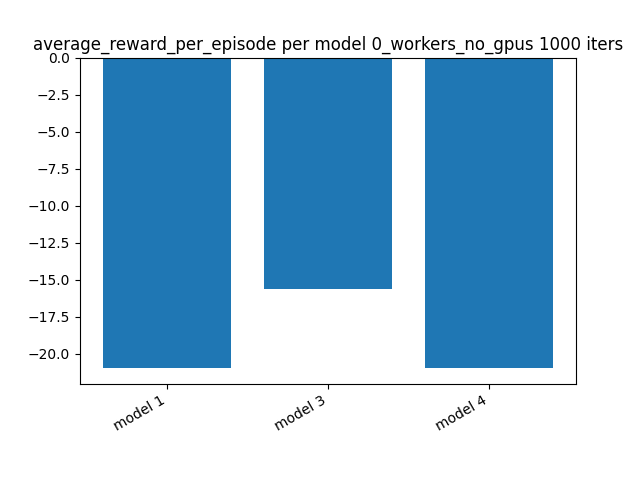 average_reward_per_episode per model 0_workers_no_gpus 1000 iters
0.0
−2.5
−5.0
−7.5
−10.0
−12.5
−15.0
−17.5
−20.0
model 1
model 3
model 4